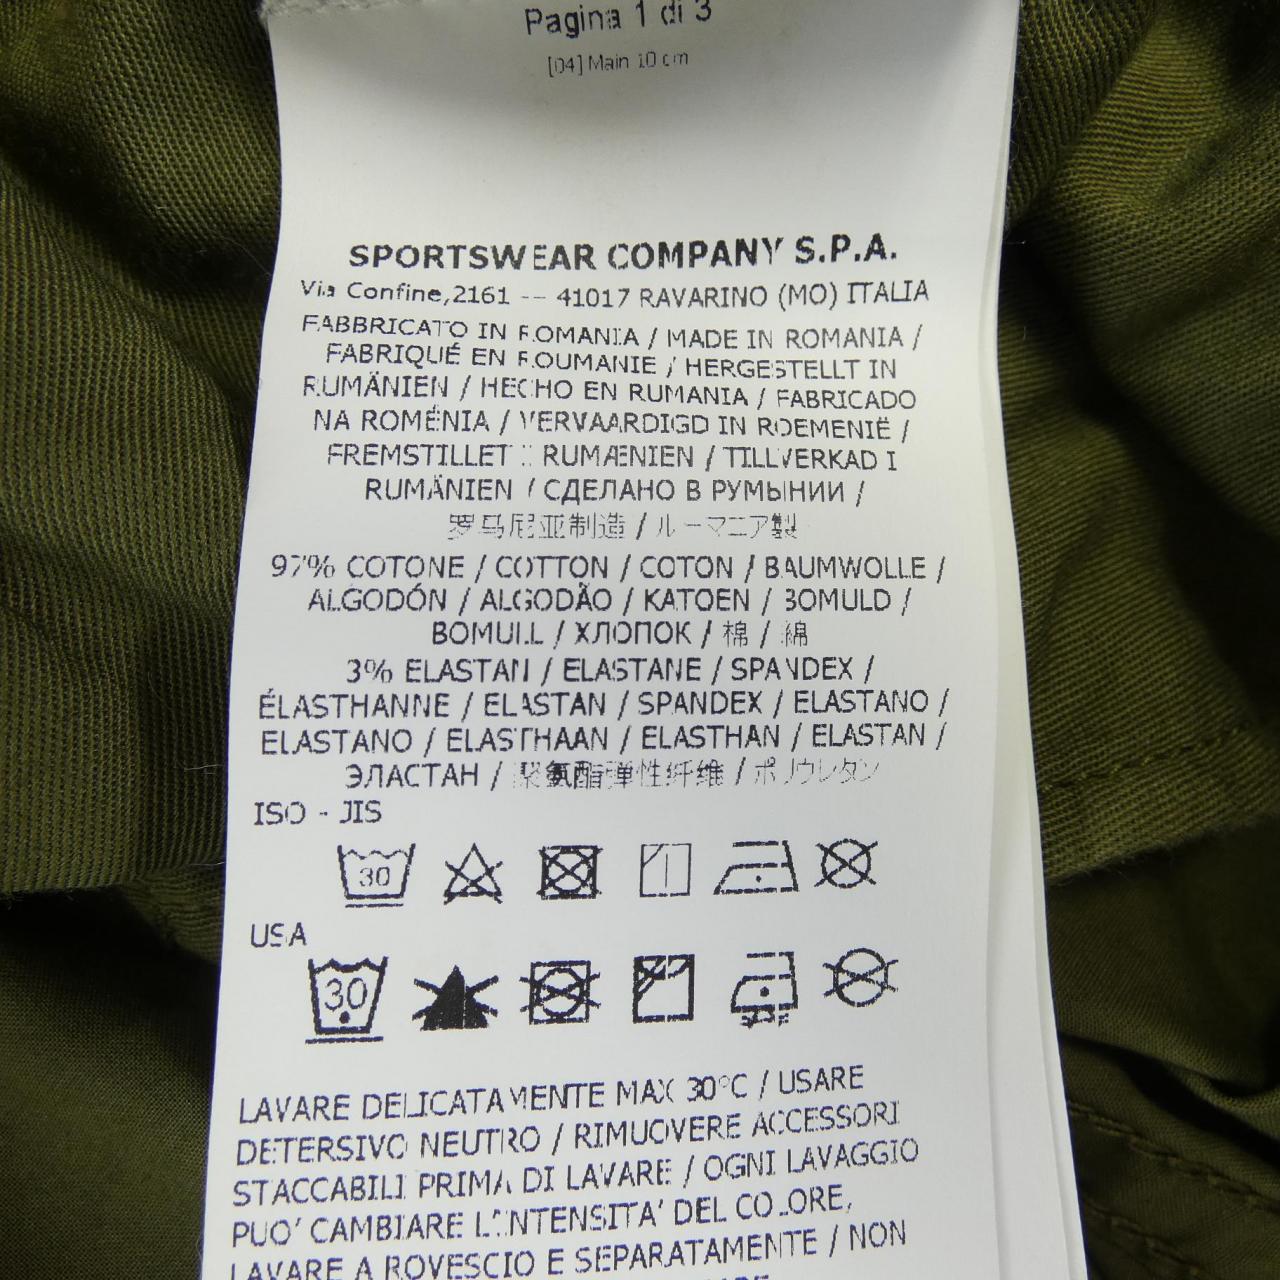 Pagina 1 di 3
[04] Main 10 cm
SPORTSWEAR COMPANY S.P.A.
Via Confine,2161 -- 41017 RAVARINO (MO) ITALIA
FABBRICATO IN ROMANIA / MADE IN ROMANIA /
FABRIQUÉ EN ROUMANIE / HERGESTELLT IN
RUMÄNIEN / HECHO EN RUMANIA / FABRICADO
NA ROMÉNIA / VERVAARDIGD IN ROEMENIË /
FREMSTILLET I RUMÆNIEN / TILLVERKAD I
RUMÄNIEN / СДЕЛАНО В РУМЫНИИ /
罗马尼亚制造 / ルーマニア製
97% COTONE / COTTON / COTON / BAUMWOLLE /
ALGODÓN / ALGODÃO / KATOEN / BOMULD /
BOMULL / ХЛОПОК / 棉 / 綿
3% ELASTAN / ELASTANE / SPANDEX /
ÉLASTHANNE / ELASTAN / SPANDEX / ELASTANO /
ELASTANO / ELASTHAAN / ELASTHAN / ELASTAN /
ЭЛАСТАН / 聚氨酯弹性纤维 / ポリウレタン
ISO - JIS
30
USA
30
LAVARE DELICATAMENTE MAX 30°C / USARE
DETERSIVO NEUTRO / RIMUOVERE ACCESSORI
STACCABILI PRIMA DI LAVARE / OGNI LAVAGGIO
PUO' CAMBIARE L'INTENSITA' DEL COLORE,
LAVARE A ROVESCIO E SEPARATAMENTE / NON